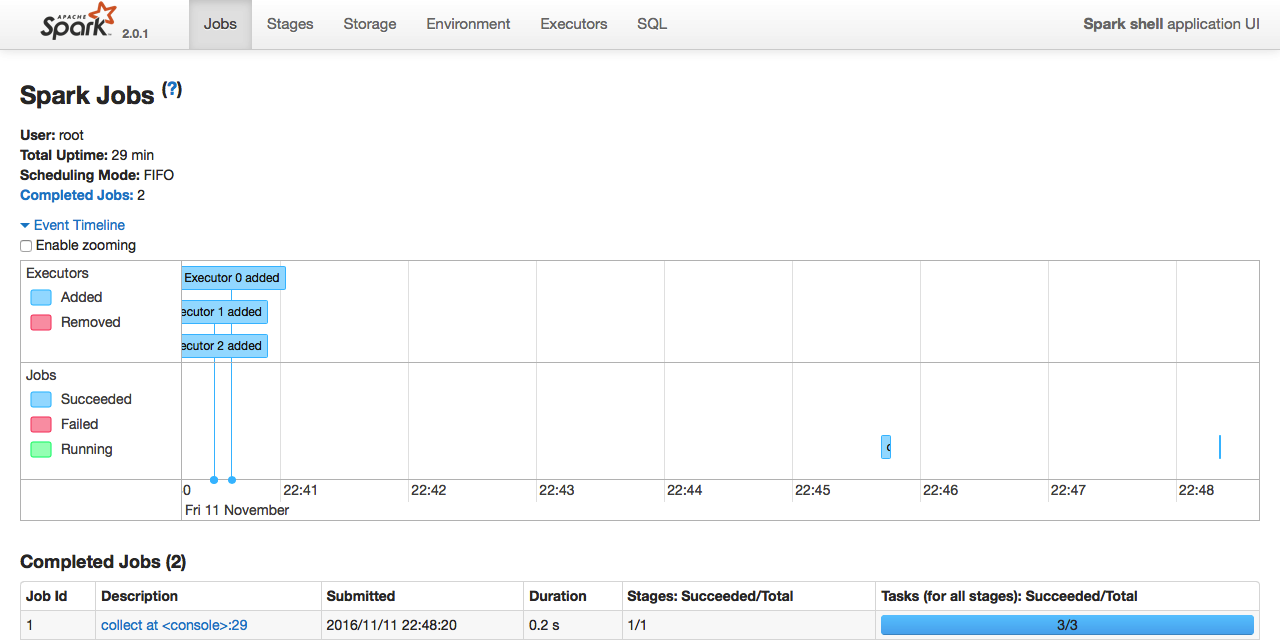 APACHE
Spark 2.0.1 Jobs Stages Storage Environment Executors SQL Spark shell application UI
Spark Jobs (?)
User: root
Total Uptime: 29 min
Scheduling Mode: FIFO
Completed Jobs: 2
Event Timeline
Enable zooming
Executors
Added
Removed
Executor 0 added
ecutor 1 added
ecutor 2 added
Jobs
Succeeded
Failed
Running
0 22:41 22:42 22:43 22:44 22:45 22:46 22:47 22:48
Fri 11 November
Completed Jobs (2)
Job Id Description Submitted Duration Stages: Succeeded/Total Tasks (for all stages): Succeeded/Total
1 collect at <console>:29 2016/11/11 22:48:20 0.2 s 1/1 3/3